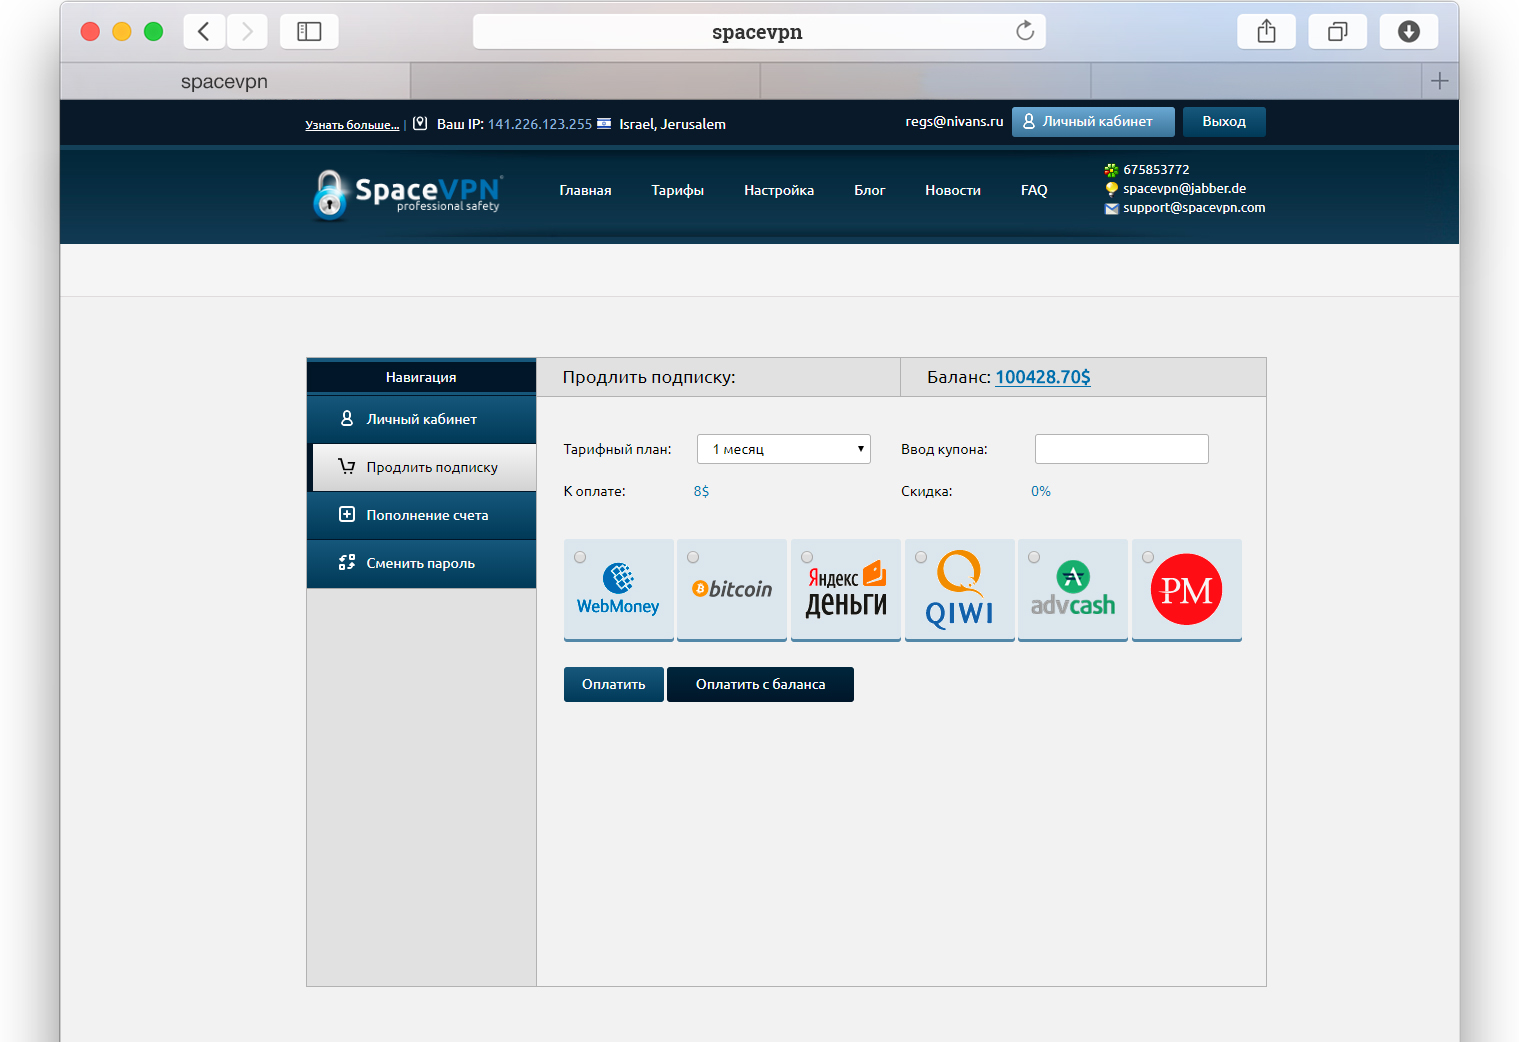 spacevpn
spacevpn
Узнать больше... | Ваш IP: 141.226.123.255 Israel, Jerusalem
regs@nivans.ru Личный кабинет Выход
SpaceVPN
professional safety
Главная Тарифы Настройка Блог Новости FAQ
675853772
spacevpn@jabber.de
support@spacevpn.com
Навигация
Личный кабинет
Продлить подписку
Пополнение счета
Сменить пароль
Продлить подписку: Баланс: 100428.70$
Тарифный план: 1 месяц Ввод купона:
К оплате: 8$ Скидка: 0%
WebMoney
bitcoin
Яндекс
деньги
QIWI
advcash
PM
Оплатить Оплатить с баланса